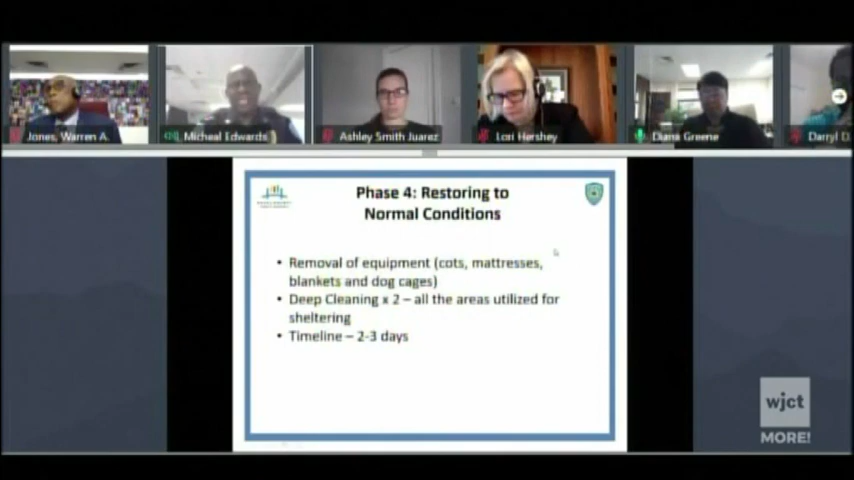 Jones, Warren A.
Micheal Edwards
Ashley Smith Juarez
Lori Hershey
Diana Greene
Darryl D.
Phase 4: Restoring to
Normal Conditions
• Removal of equipment (cots, mattresses,
blankets and dog cages)
• Deep Cleaning x 2 – all the areas utilized for
sheltering
• Timeline – 2-3 days
wjct
MORE!